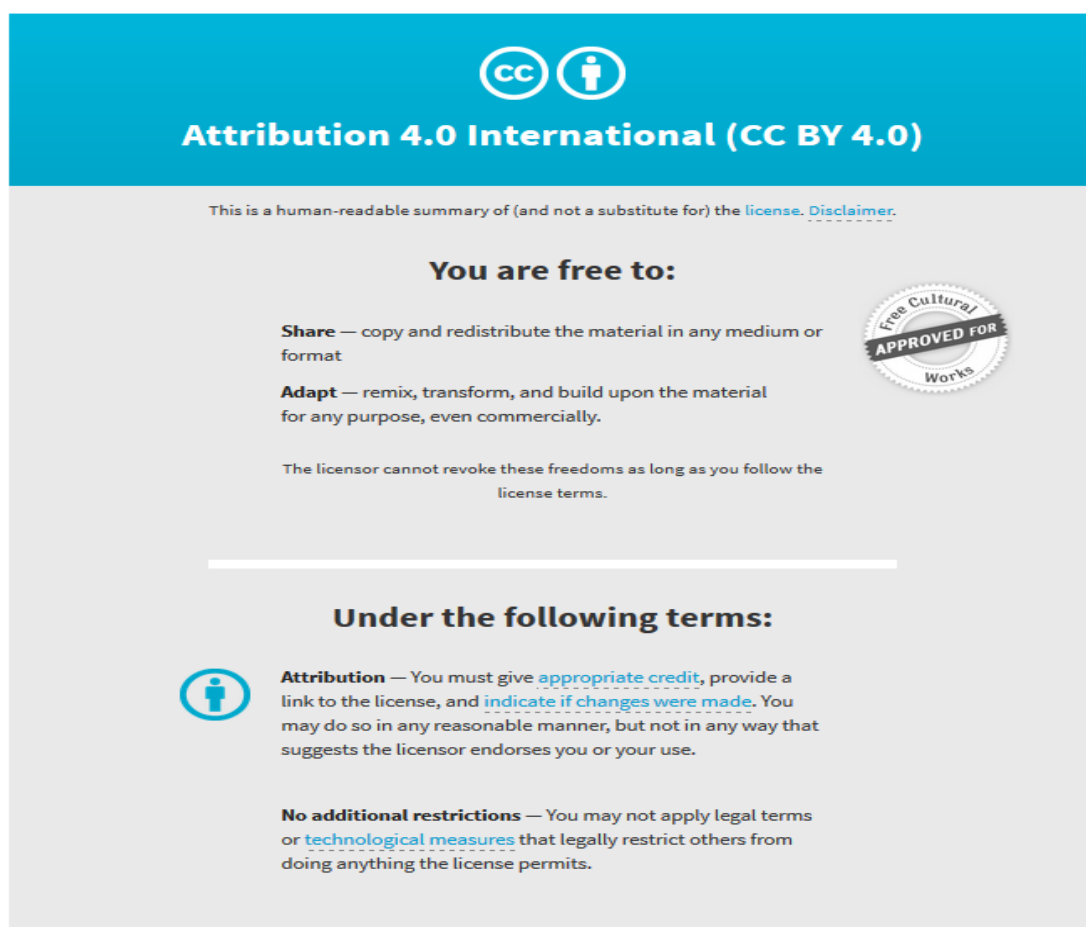 cc
Attribution 4.0 International (CC BY 4.0)
This is a human-readable summary of (and not a substitute for) the license. Disclaimer.
You are free to:
Share — copy and redistribute the material in any medium or
format
Adapt — remix, transform, and build upon the material
for any purpose, even commercially.
Free Cultural
APPROVED FOR
Works
The licensor cannot revoke these freedoms as long as you follow the
license terms.
Under the following terms:
Attribution — You must give appropriate credit, provide a
link to the license, and indicate if changes were made. You
may do so in any reasonable manner, but not in any way that
suggests the licensor endorses you or your use.
No additional restrictions — You may not apply legal terms
or technological measures that legally restrict others from
doing anything the license permits.